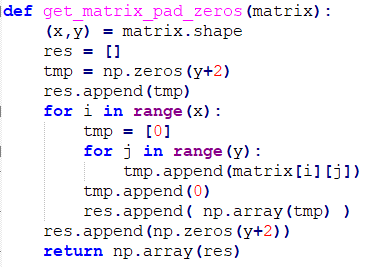 def get_matrix_pad_zeros(matrix):
    (x,y) = matrix.shape
    res = []
    tmp = np.zeros(y+2)
    res.append(tmp)
    for i in range(x):
        tmp = [0]
        for j in range(y):
            tmp.append(matrix[i][j])
        tmp.append(0)
        res.append( np.array(tmp) )
    res.append(np.zeros(y+2))
    return np.array(res)